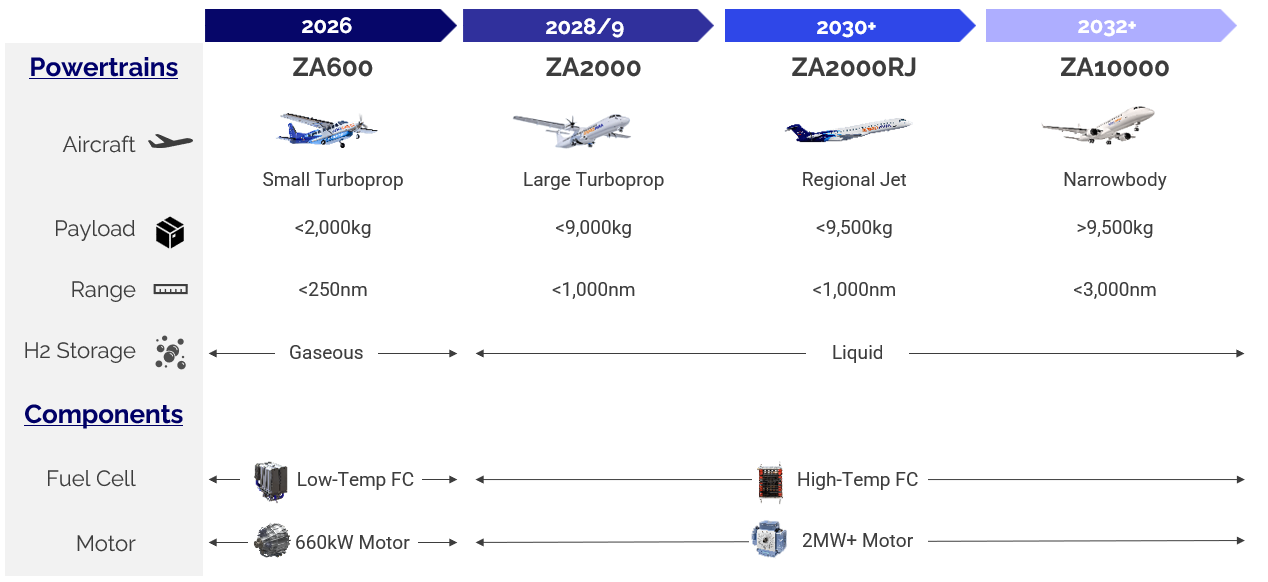 2026 2028/9 2030+ 2032+
Powertrains ZA600 ZA2000 ZA2000RJ ZA10000
Aircraft
Small Turboprop Large Turboprop Regional Jet Narrowbody
Payload <2,000kg <9,000kg <9,500kg >9,500kg
Range <250nm <1,000nm <1,000nm <3,000nm
H2 Storage Gaseous Liquid
Components
Fuel Cell Low-Temp FC High-Temp FC
Motor 660kW Motor 2MW+ Motor